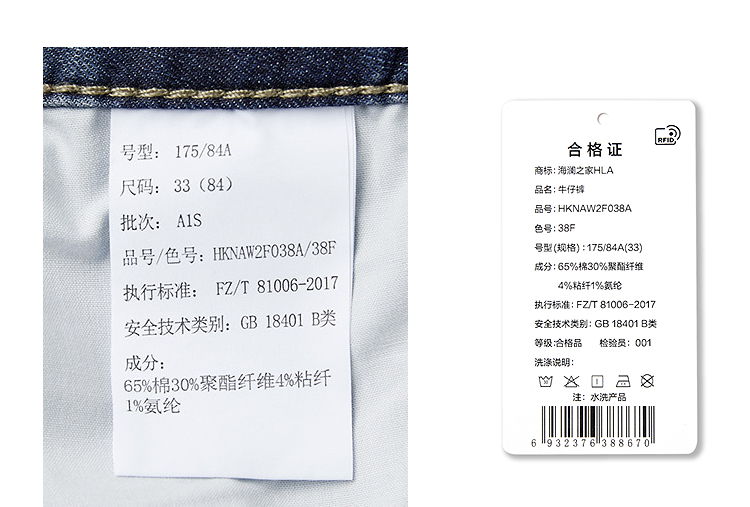 号型： 175/84A
尺码： 33（84）
批次： A1S
品号/色号： HKNAW2F038A/38F
执行标准： FZ/T 81006-2017
安全技术类别： GB 18401 B类
成分：
65%棉30%聚酯纤维4%粘纤
1%氨纶
RFID
合格证
商标：海澜之家HLA
品名：牛仔裤
品号：HKNAW2F038A
色号：38F
号型(规格)：175/84A(33)
成分：65%棉30%聚酯纤维
4%粘纤1%氨纶
执行标准：FZ/T 81006-2017
安全技术类别：GB 18401 B类
等级:合格品 检验员：001
洗涤说明：
注：水洗产品
6 932376 388670